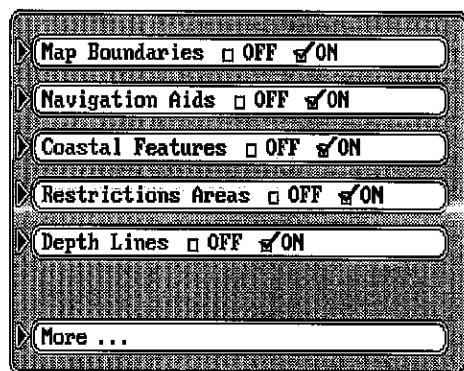 Map Boundaries OFF ON
Navigation Aids OFF ON
Coastal Features OFF ON
Restrictions Areas OFF ON
Depth Lines OFF ON
More ...